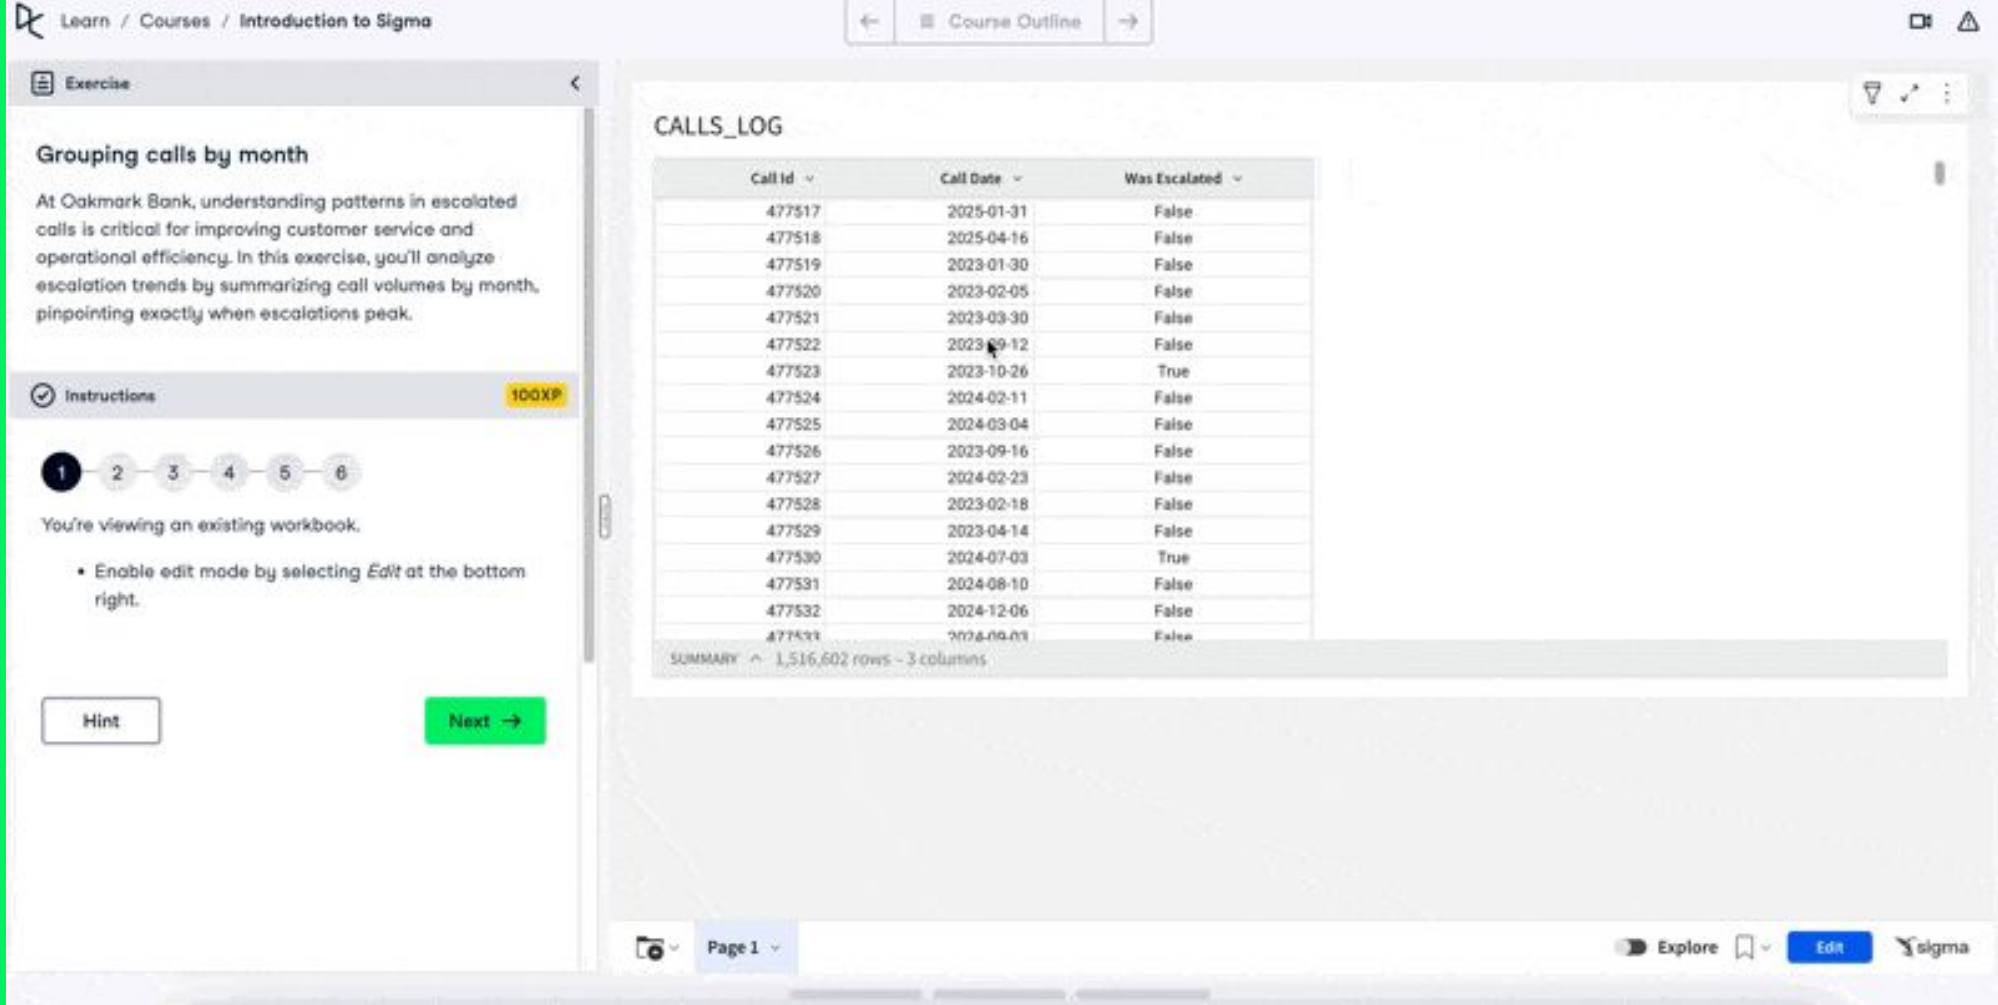 Learn / Courses / Introduction to Sigma
Course Outline
Exercise
Grouping calls by month
At Oakmark Bank, understanding patterns in escalated
calls is critical for improving customer service and
operational efficiency. In this exercise, you'll analyze
escalation trends by summarizing call volumes by month,
pinpointing exactly when escalations peak.
Instructions
100XP
1 2 3 4 5 6
You're viewing an existing workbook.
• Enable edit mode by selecting Edit at the bottom
right.
Hint
Next
CALLS_LOG
Call Id Call Date Was Escalated
477517 2025-01-31 False
477518 2025-04-16 False
477519 2023-01-30 False
477520 2023-02-05 False
477521 2023-03-30 False
477522 2023-09-12 False
477523 2023-10-26 True
477524 2024-02-11 False
477525 2024-03-04 False
477526 2023-09-16 False
477527 2024-02-23 False
477528 2023-02-18 False
477529 2023-04-14 False
477530 2024-07-03 True
477531 2024-08-10 False
477532 2024-12-06 False
477533 2024-09-03 False
SUMMARY 1,516,602 rows - 3 columns
Page 1
Explore
Edit
sigma